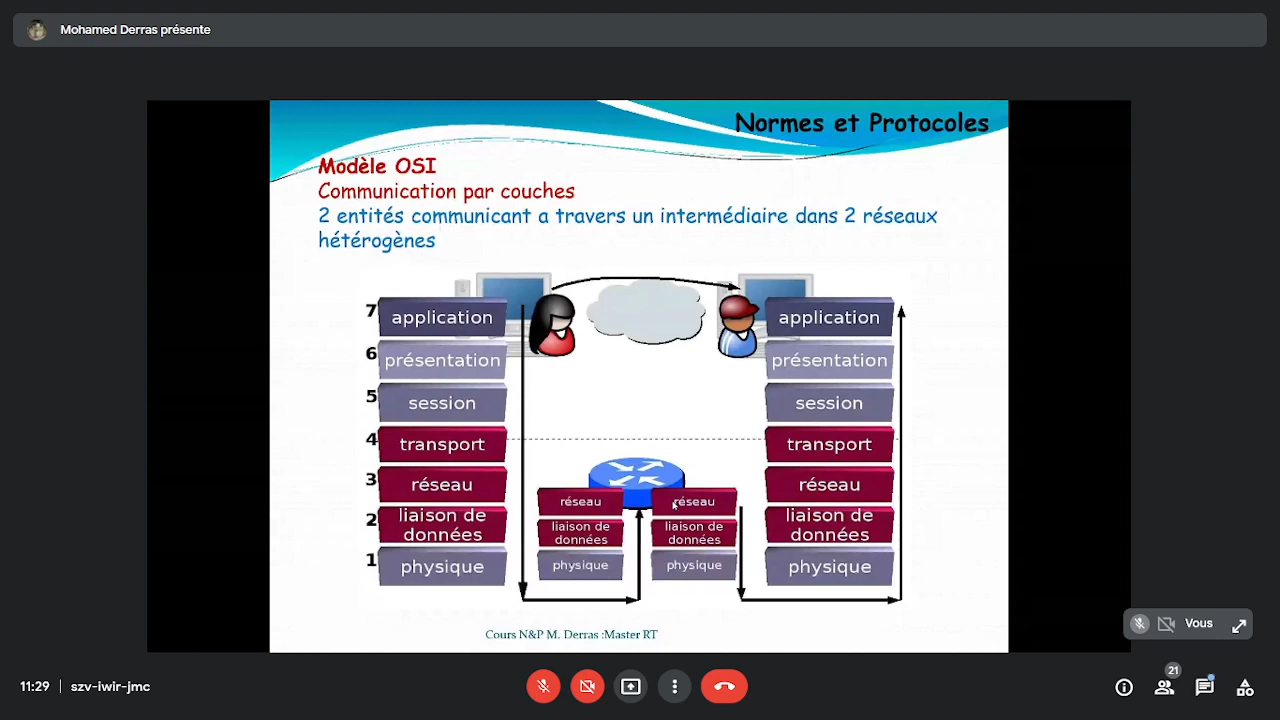 Mohamed Derras présente
Normes et Protocoles
Modèle OSI
Communication par couches
2 entités communicant a travers un intermédiaire dans 2 réseaux
hétérogènes
7 application
6 présentation
5 session
4 transport
3 réseau
2 liaison de
données
1 physique
réseau
liaison de
données
physique
réseau
liaison de
données
physique
application
présentation
session
transport
réseau
liaison de
données
physique
Cours N&P M. Derras :Master RT
Vous
11:29 | szv-iwir-jmc
21